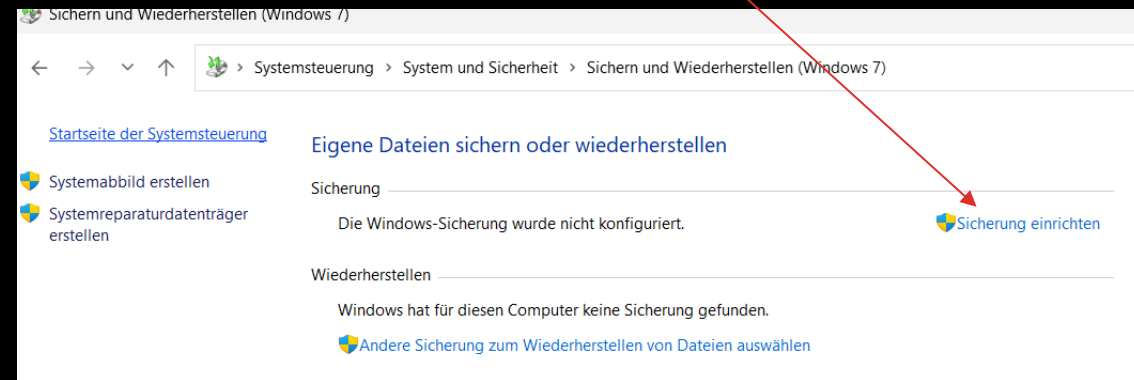 Sichern und Wiederherstellen (Windows 7)
Systemsteuerung > System und Sicherheit > Sichern und Wiederherstellen (Windows 7)
Startseite der Systemsteuerung
Systemabbild erstellen
Systemreparaturdatenträger
erstellen
Eigene Dateien sichern oder wiederherstellen
Sicherung
Die Windows-Sicherung wurde nicht konfiguriert.
Sicherung einrichten
Wiederherstellen
Windows hat für diesen Computer keine Sicherung gefunden.
Andere Sicherung zum Wiederherstellen von Dateien auswählen